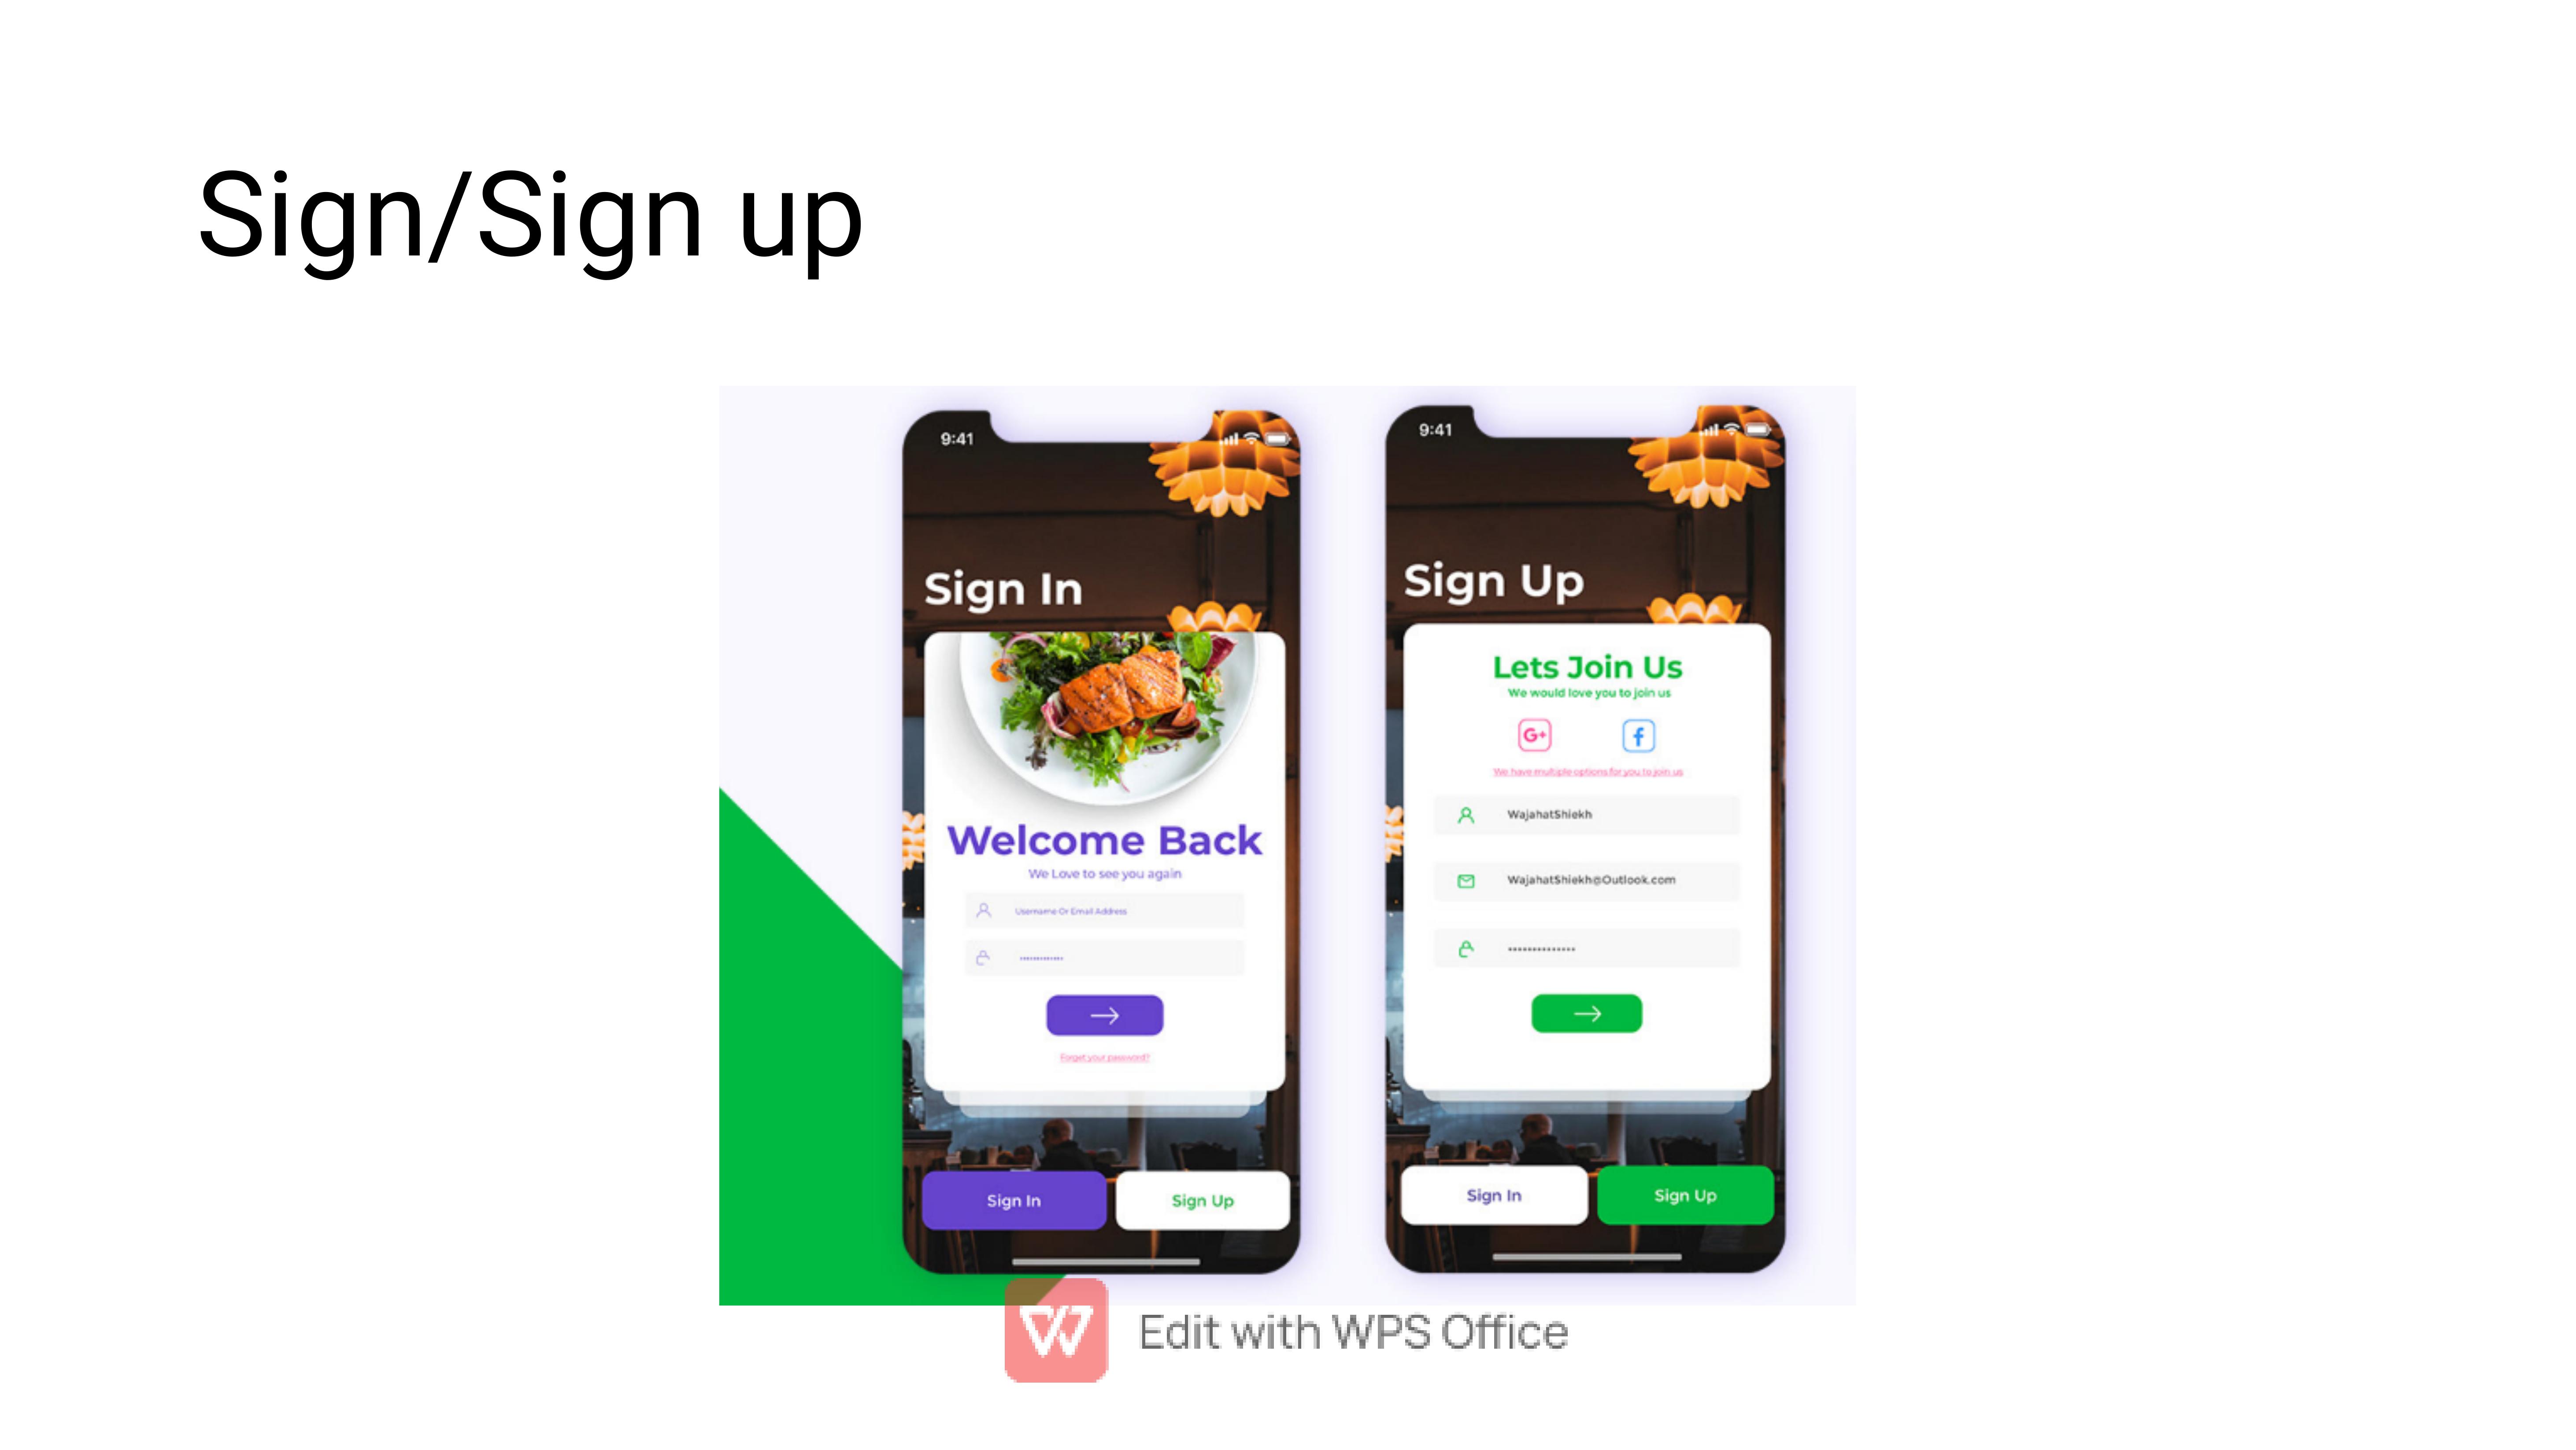 Sign/Sign up
9:41
Sign In
Welcome Back
We Love to see you again
Username Or Email Address
Forget your password?
Sign In
Sign Up
9:41
Sign Up
Lets Join Us
We would love you to join us
G+
f
We have multiple options for you to join us
WajahatShiekh
WajahatShiekh@Outlook.com
Sign In
Sign Up
W
Edit with WPS Office